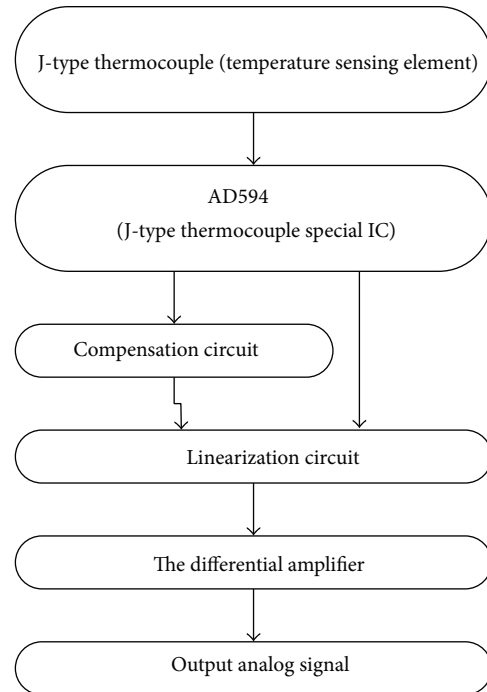 J-type thermocouple (temperature sensing element)
AD594
(J-type thermocouple special IC)
Compensation circuit
Linearization circuit
The differential amplifier
Output analog signal